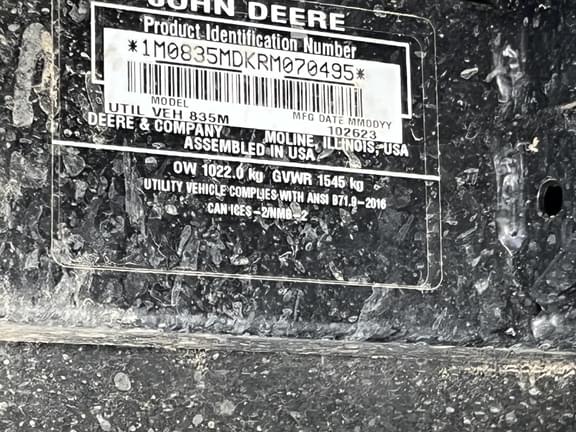 JOHN DEERE
Product Identification Number
*1M0835MDKRM070495*
MODEL
UTIL VEH 835M
MFG DATE MMDDYY
102623
DEERE & COMPANY MOLINE, ILLINOIS, USA
ASSEMBLED IN USA
OW 1022.0 kg GVWR 1545 kg
UTILITY VEHICLE COMPLIES WITH ANSI B71.9-2016
CAN ICES-2/NMB-2